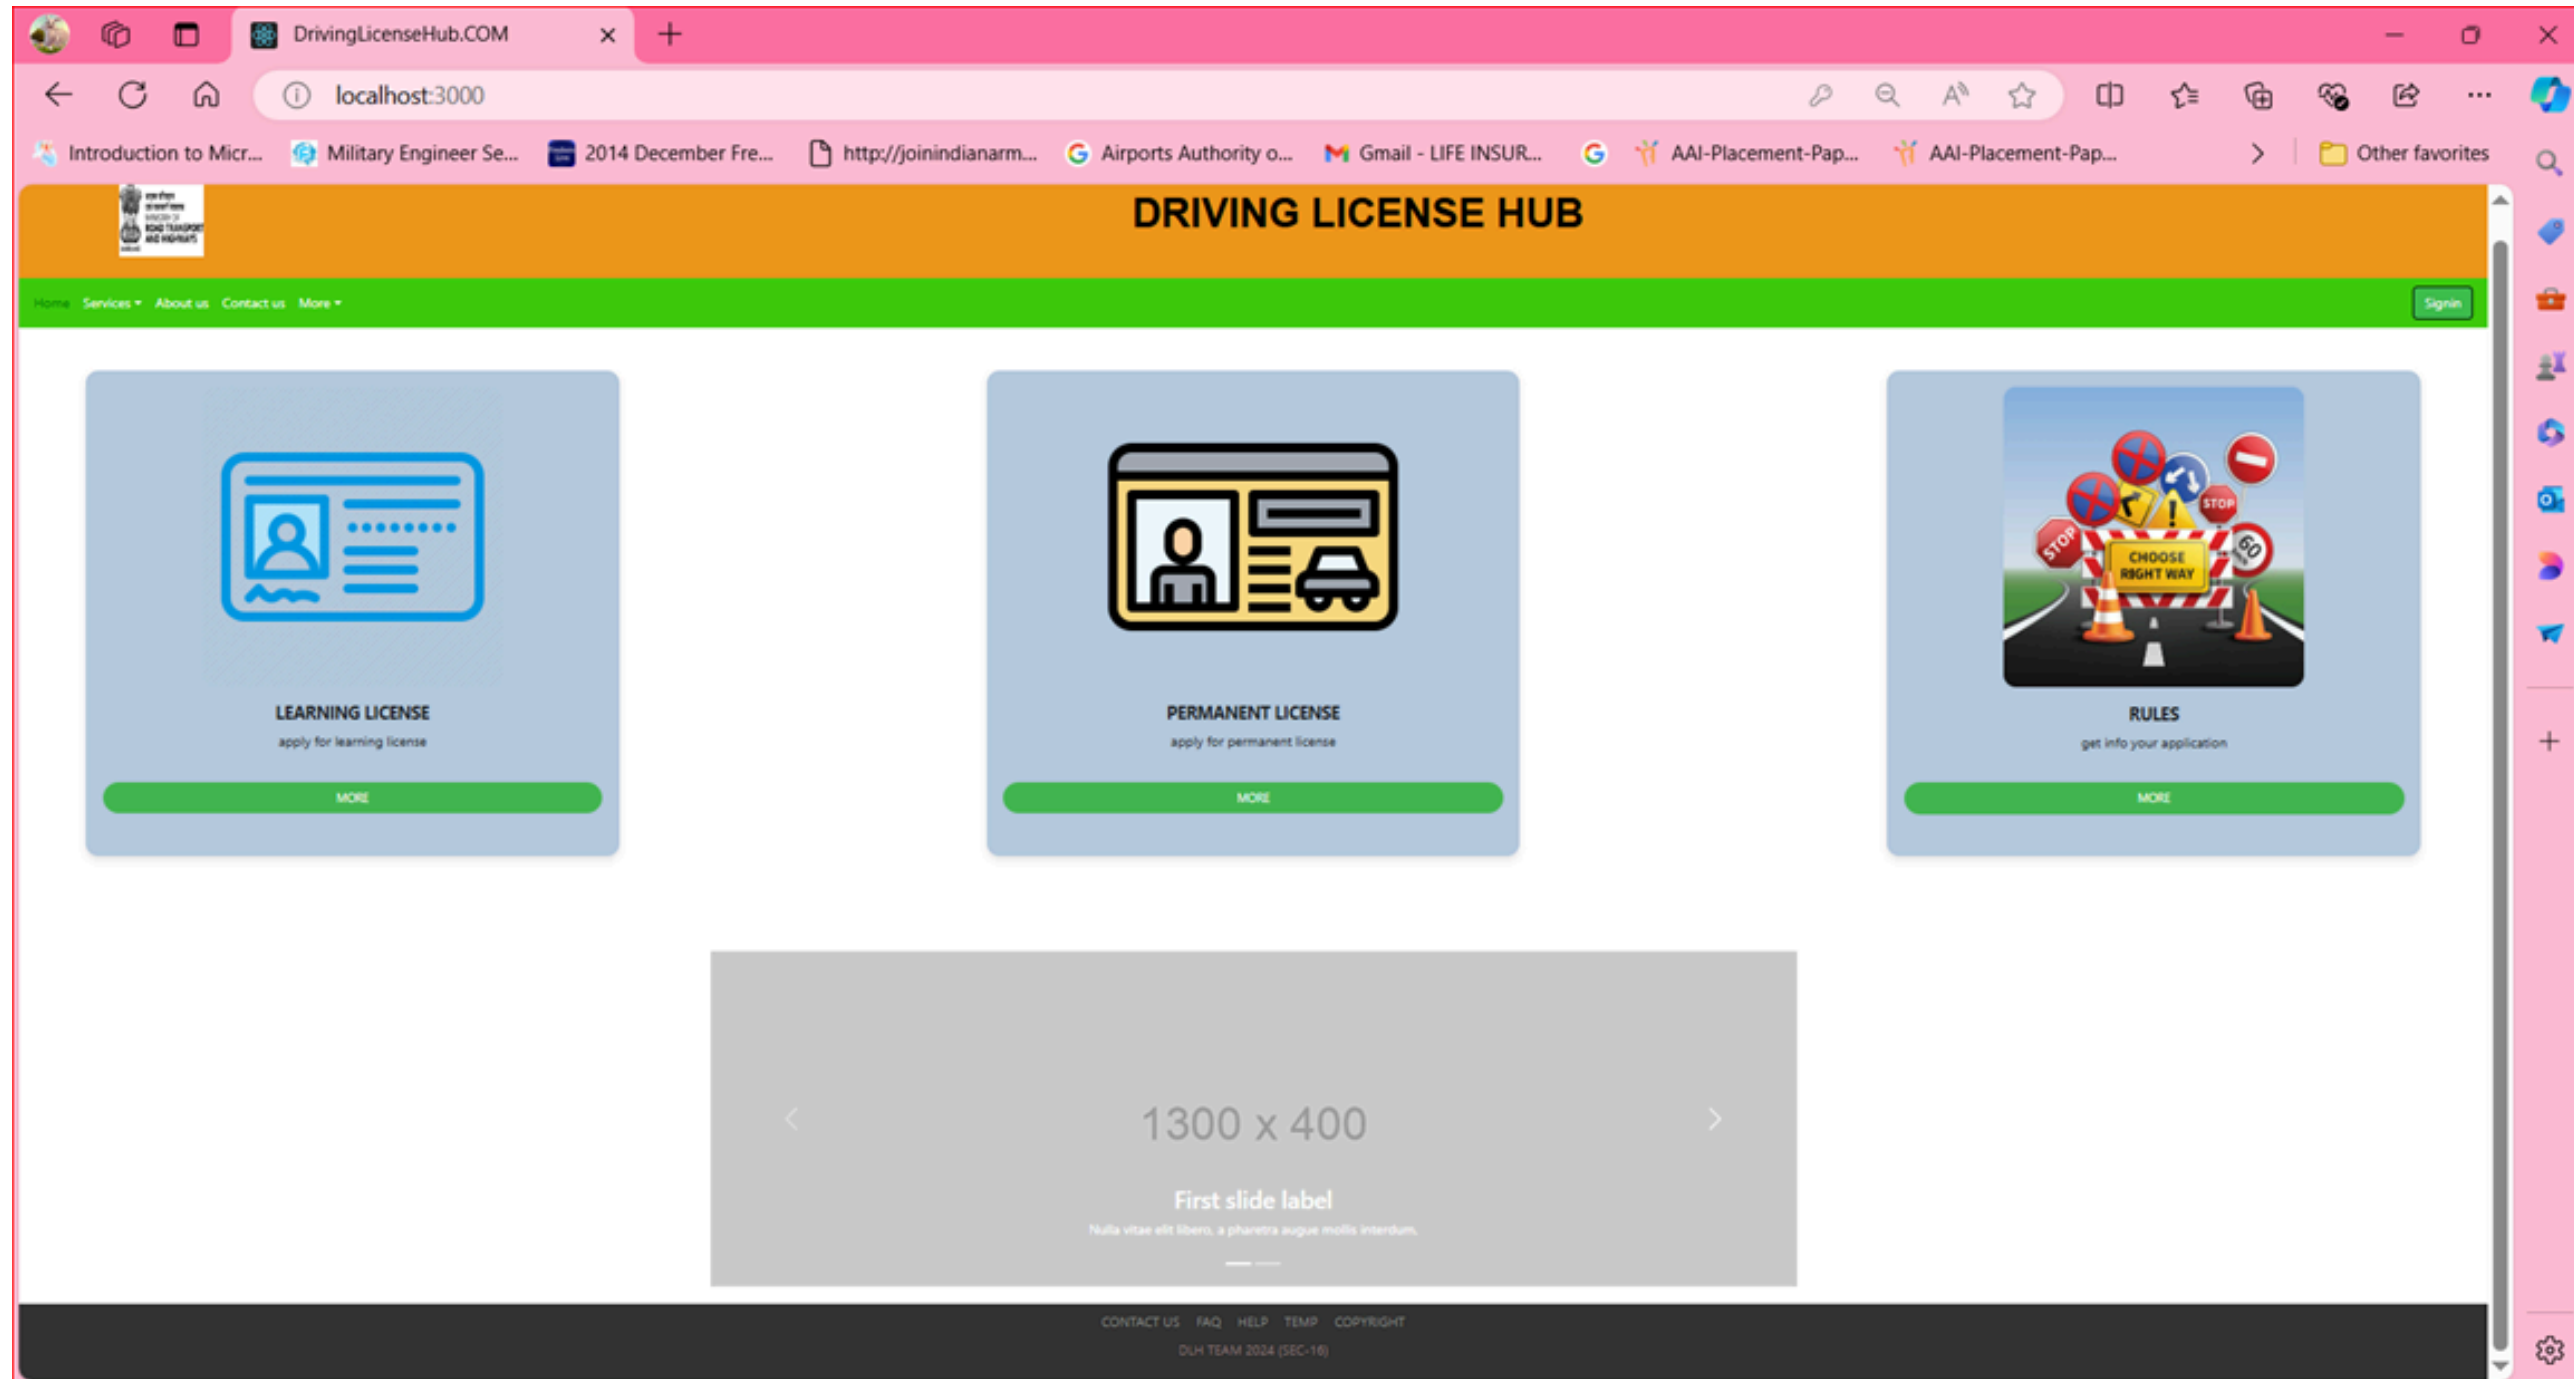 DrivingLicenseHub.COM
localhost:3000
Introduction to Micr... Military Engineer Se... 2014 December Fre... http://joinindianarm... Airports Authority o... Gmail - LIFE INSUR... AAI-Placement-Pap... AAI-Placement-Pap... Other favorites
ROAD TRANSPORT
AND HIGHWAYS
DRIVING LICENSE HUB
Home Services About us Contact us More Signin
STOP
STOP
60
CHOOSE
RIGHT WAY
LEARNING LICENSE
apply for learning license
MORE
PERMANENT LICENSE
apply for permanent license
MORE
RULES
get info your application
MORE
1300 x 400
First slide label
Nulla vitae elit libero, a pharetra augue mollis interdum.
CONTACT US FAQ HELP TEMP COPYRIGHT
DLH TEAM 2024 (SEC-16)